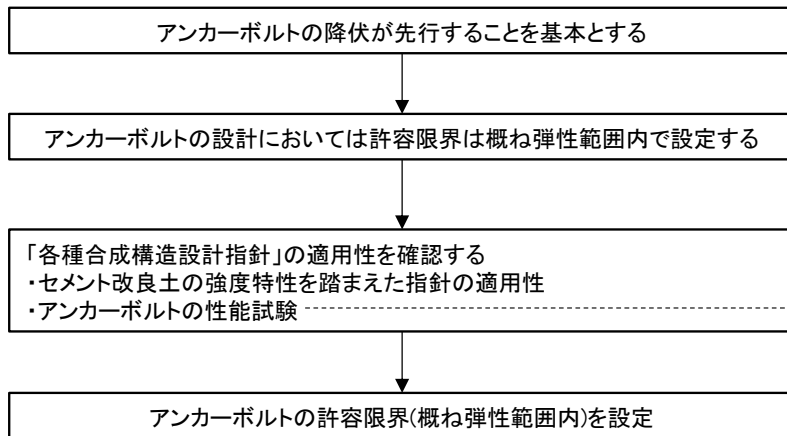 アンカーボルトの降伏が先行することを基本とする
アンカーボルトの設計においては許容限界は概ね弾性範囲内で設定する
「各種合成構造設計指針」の適用性を確認する
・セメント改良土の強度特性を踏まえた指針の適用性
・アンカーボルトの性能試験
アンカーボルトの許容限界(概ね弾性範囲内)を設定